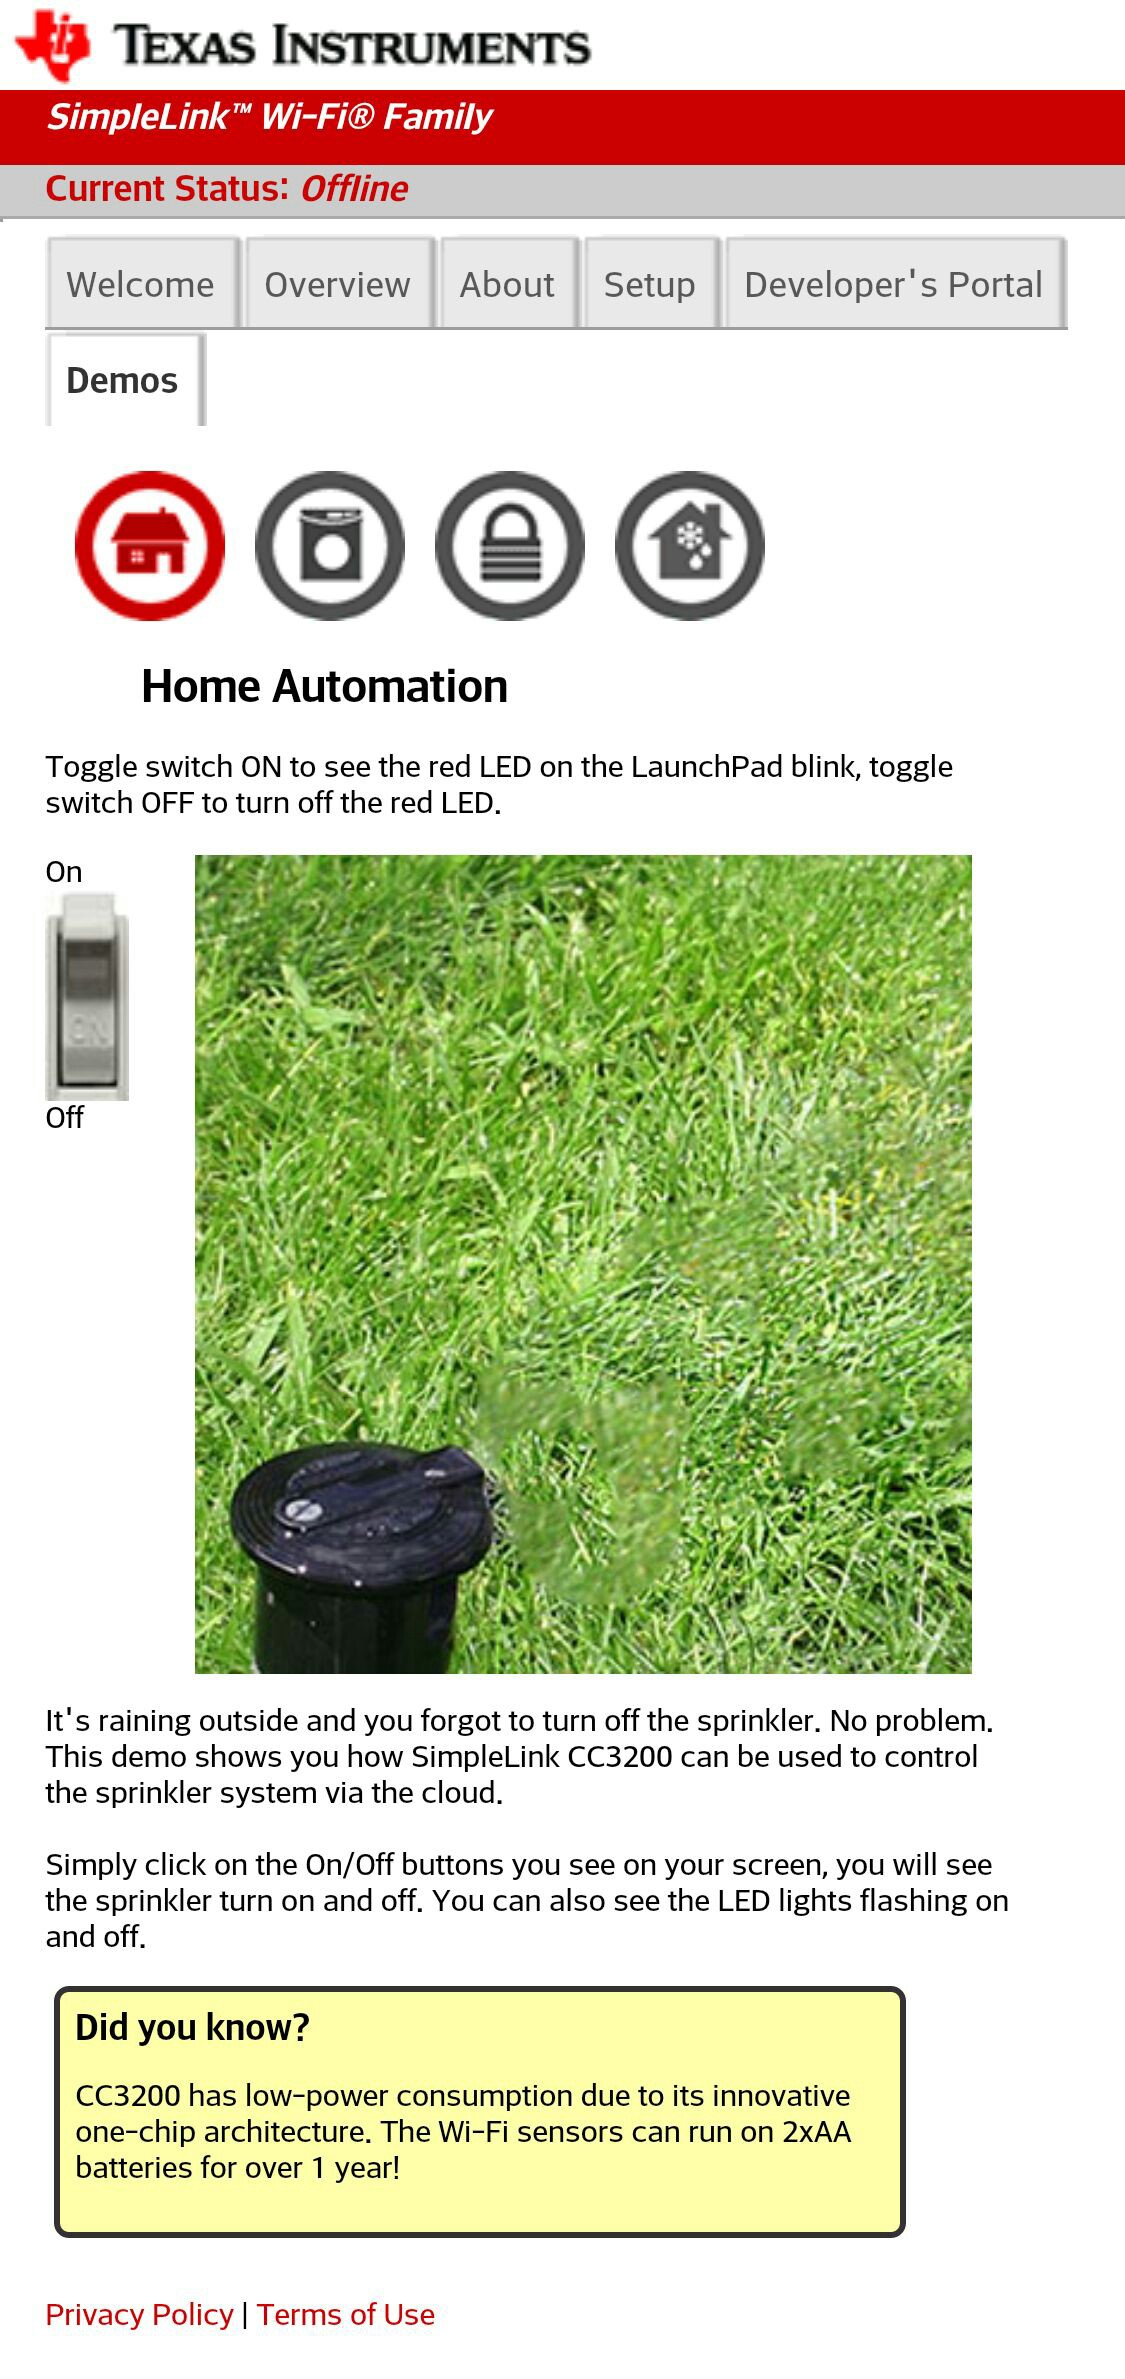 TEXAS INSTRUMENTS
SimpleLink™ Wi-Fi® Family
Current Status: Offline
Welcome Overview About Setup Developer's Portal
Demos
Home Automation
Toggle switch ON to see the red LED on the LaunchPad blink, toggle
switch OFF to turn off the red LED.
On
ON
Off
It's raining outside and you forgot to turn off the sprinkler. No problem.
This demo shows you how SimpleLink CC3200 can be used to control
the sprinkler system via the cloud.
Simply click on the On/Off buttons you see on your screen, you will see
the sprinkler turn on and off. You can also see the LED lights flashing on
and off.
Did you know?
CC3200 has low-power consumption due to its innovative
one-chip architecture. The Wi-Fi sensors can run on 2xAA
batteries for over 1 year!
Privacy Policy | Terms of Use